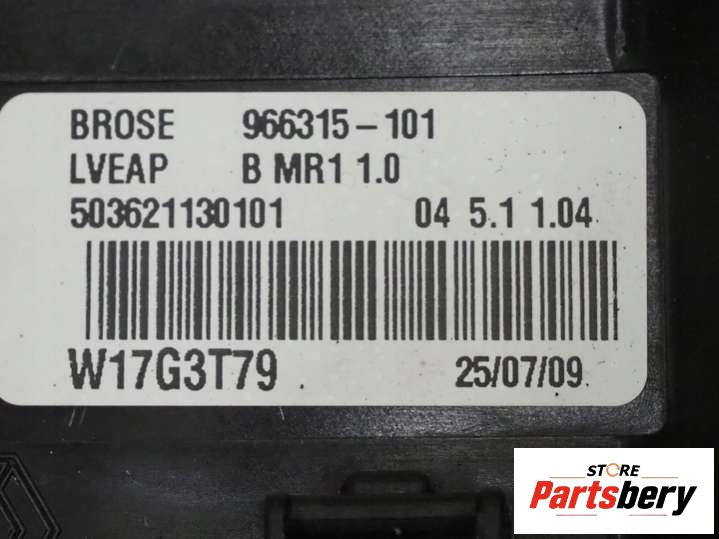 BROSE 966315-101
LVEAP B MR1 1.0
503621130101 04 5.1 1.04
W17G3T79 25/07/09
STORE
Partsbery